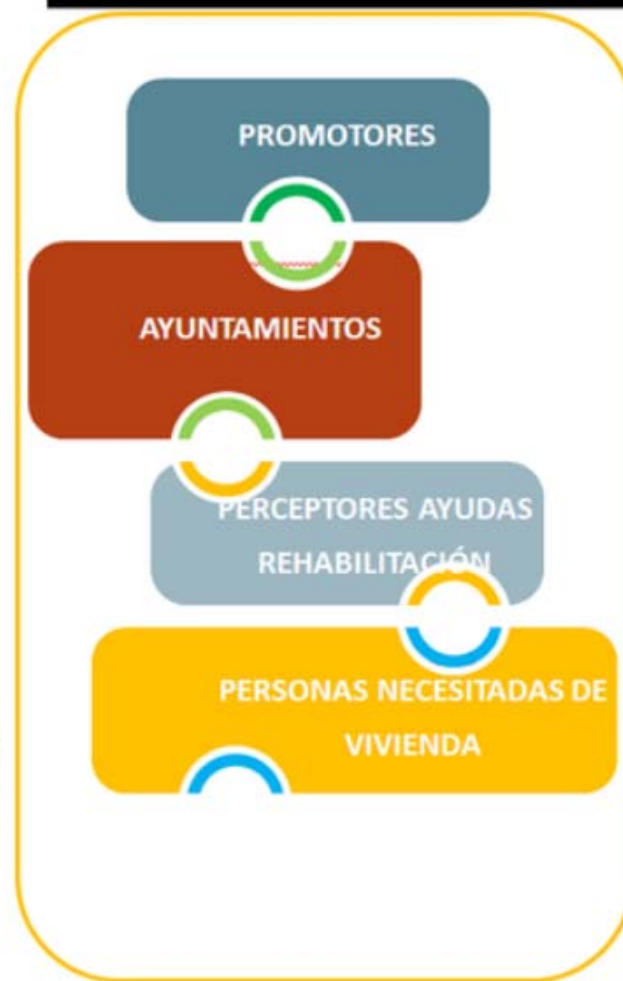 PROMOTORES
AYUNTAMIENTOS
PERCEPTORES AYUDAS
REHABILITACIÓN
PERSONAS NECESITADAS DE
VIVIENDA